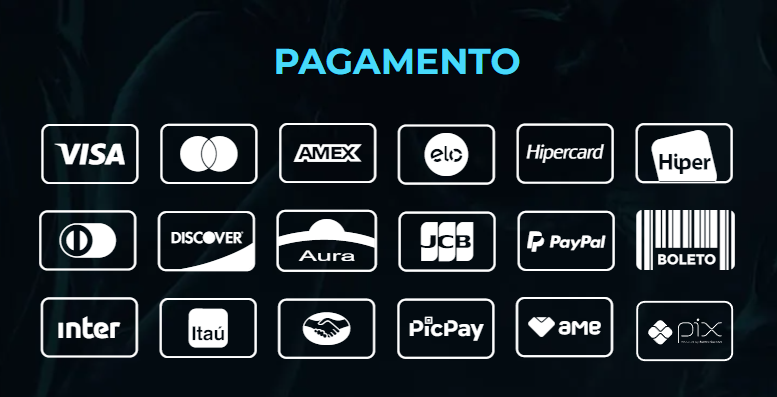 PAGAMENTO
VISA
AMEX
elo
Hipercard
Hiper
DISCOVER
Aura
JCB
PayPal
BOLETO
inter
Itaú
PicPay
ame
pix